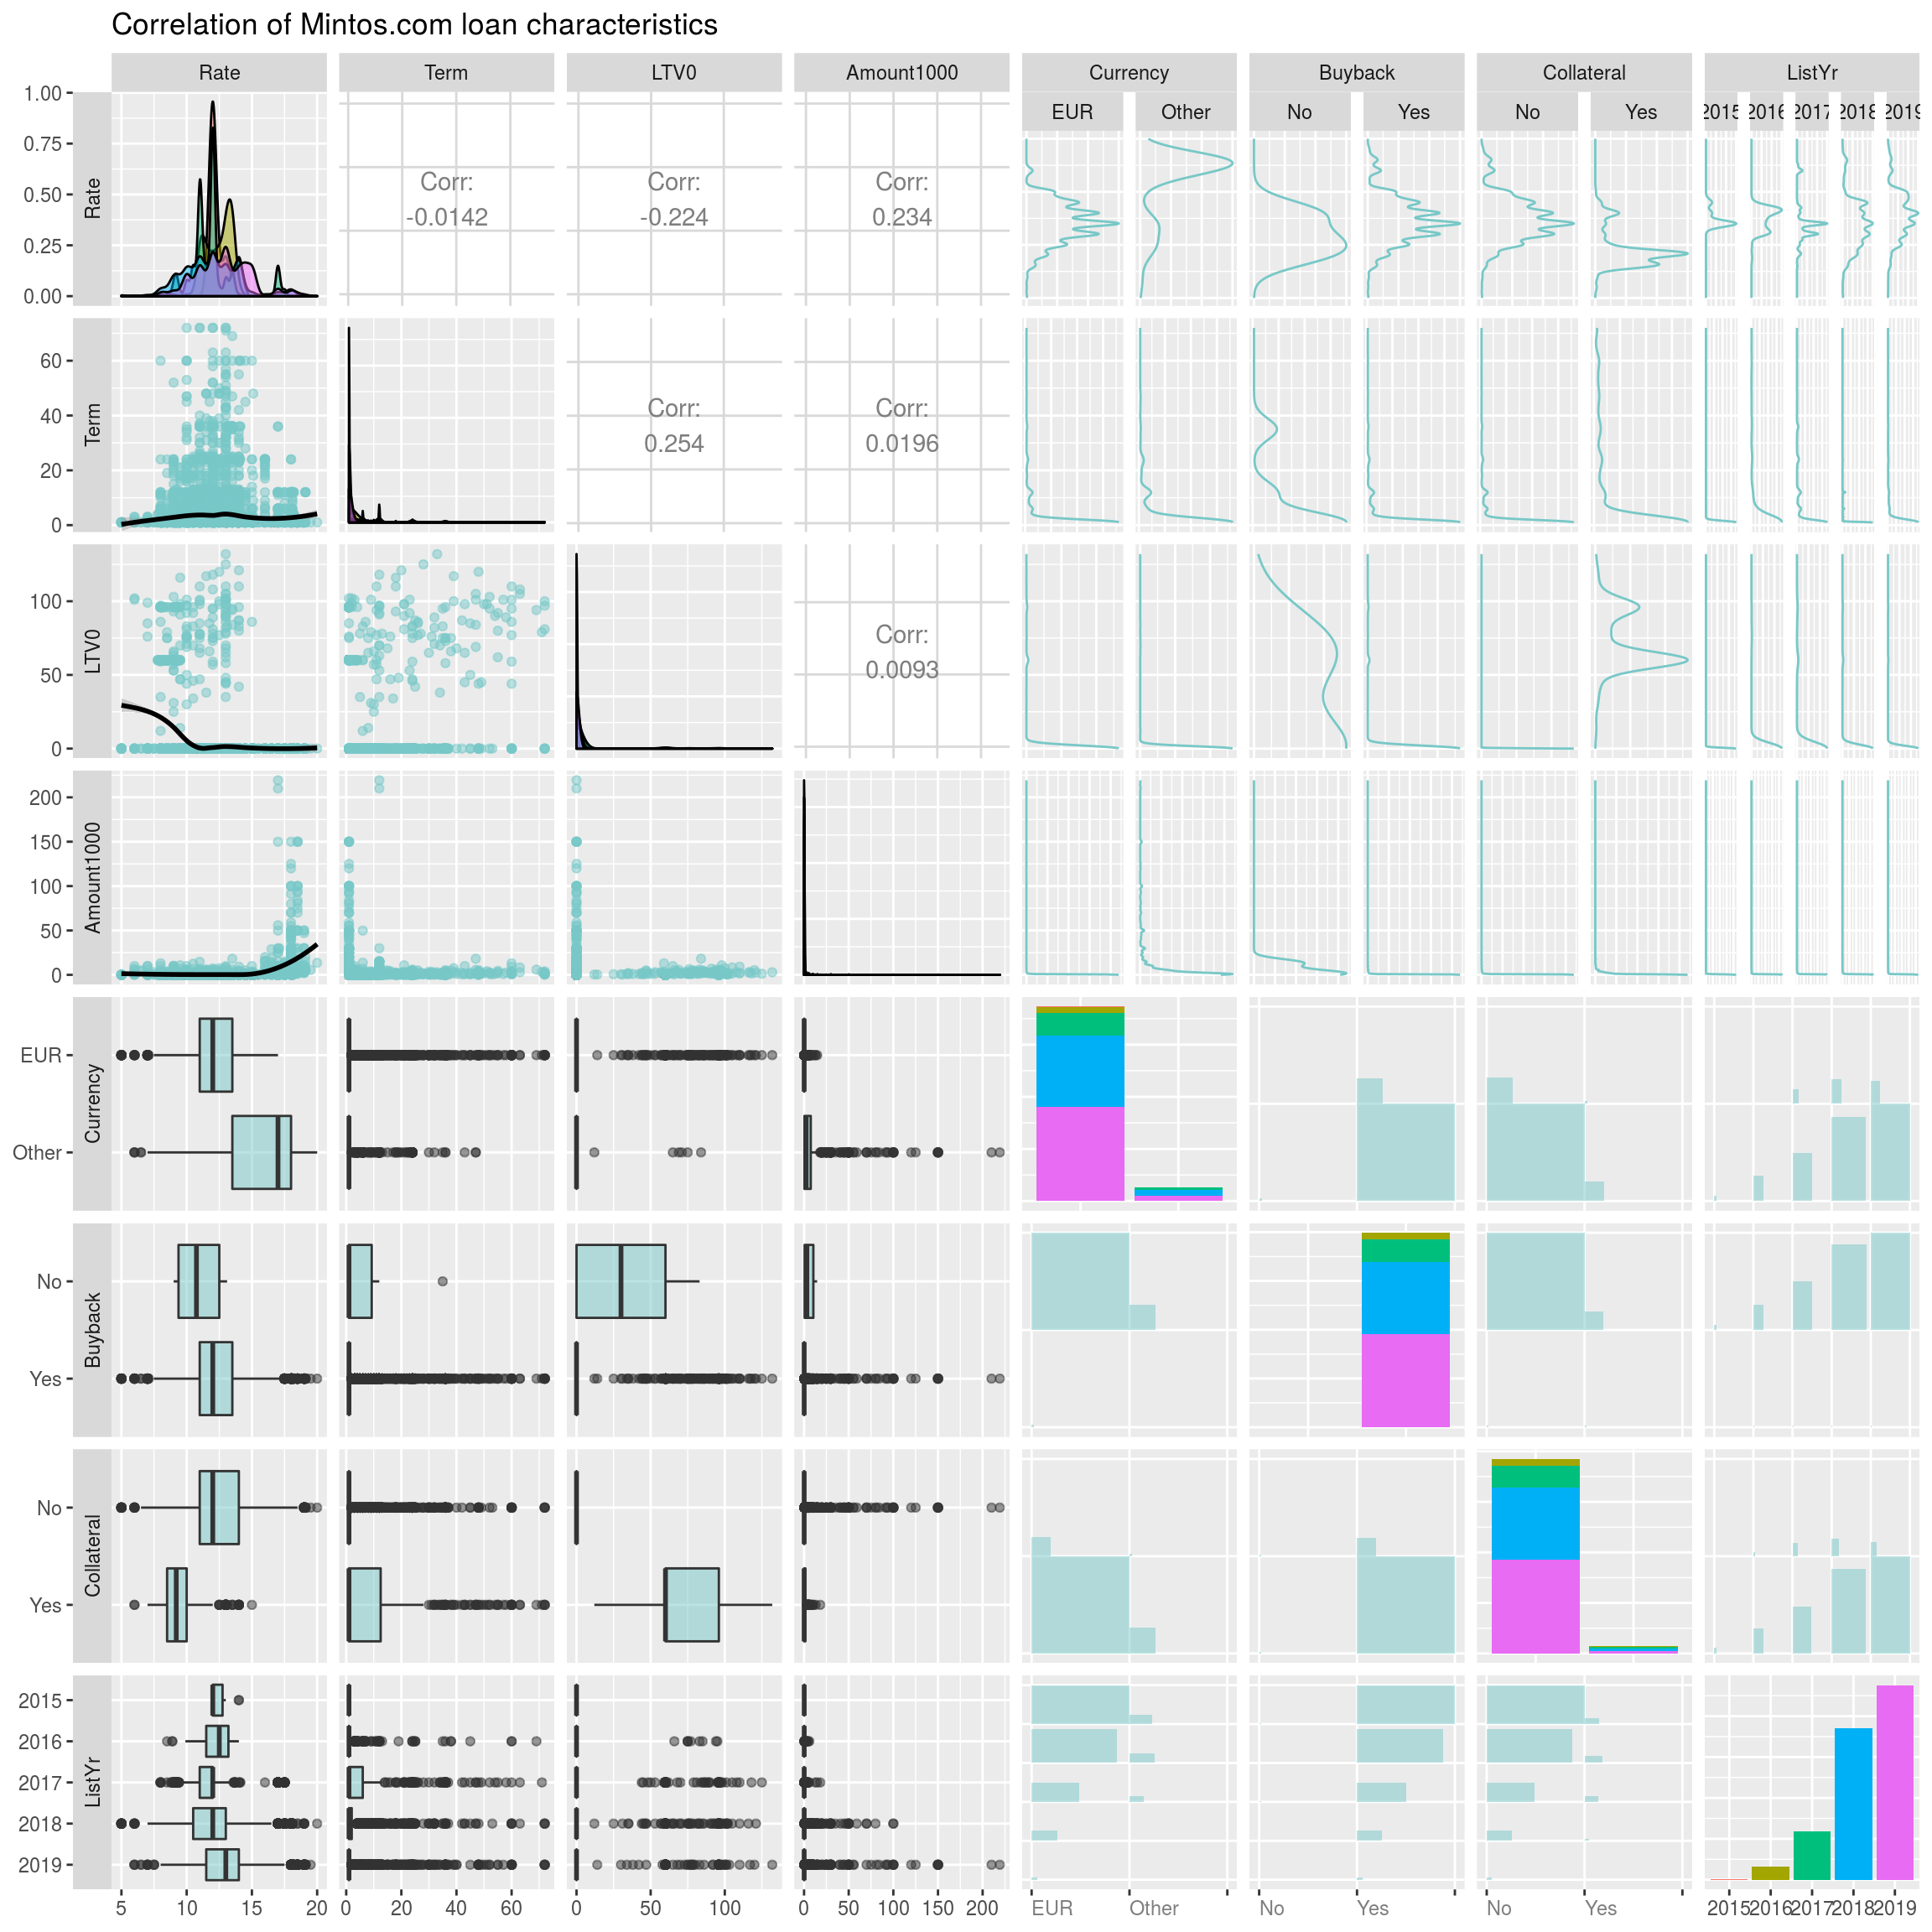 Correlation of Mintos.com loan characteristics
Rate Term LTV0 Amount1000 Currency Buyback Collateral ListYr
EUR Other No Yes No Yes 2015 2016 2017 2018 2019
Rate
1.00
0.75
0.50
0.25
0.00
Corr:
-0.0142
Corr:
-0.224
Corr:
0.234
Term
60
40
20
0
Corr:
0.254
Corr:
0.0196
LTV0
100
50
0
Corr:
0.0093
Amount1000
200
150
100
50
0
Currency
EUR
Other
Buyback
No
Yes
Collateral
No
Yes
ListYr
2015
2016
2017
2018
2019
5 10 15 20 0 20 40 60 0 50 100 0 50 100 150 200 EUR Other No Yes No Yes 2015 2016 2017 2018 2019